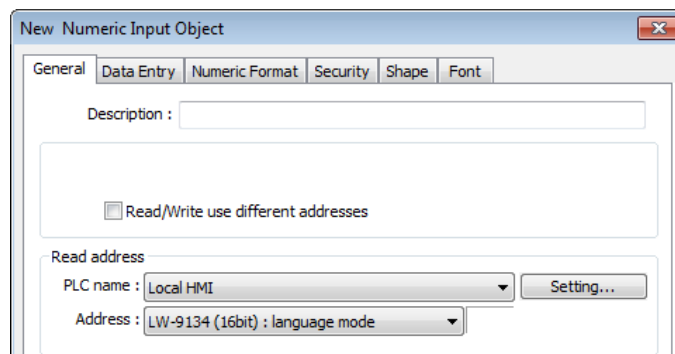 New Numeric Input Object
General Data Entry Numeric Format Security Shape Font
Description :
Read/Write use different addresses
Read address
PLC name : Local HMI Setting...
Address : LW-9134 (16bit) : language mode